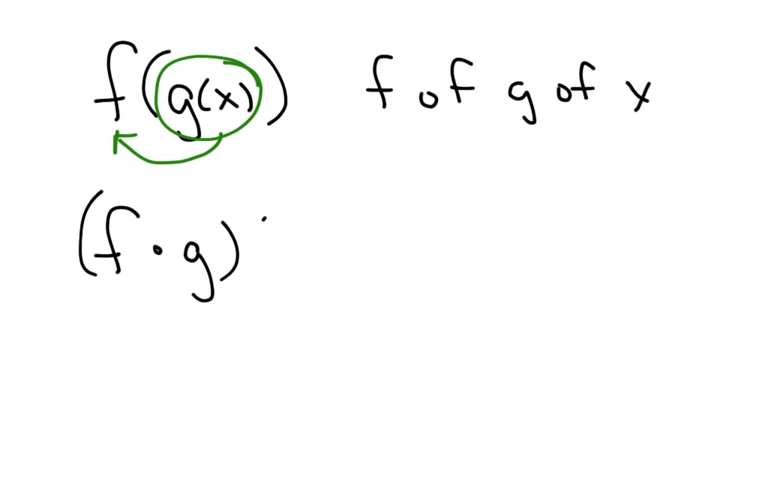 f(g(x)) f of g of x
(f∘g)